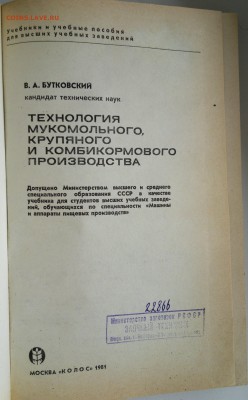 Учебники и учебные пособия
для высших учебных заведений
В. А. БУТКОВСКИЙ
кандидат технических наук
ТЕХНОЛОГИЯ
МУКОМОЛЬНОГО,
КРУПЯНОГО
И КОМБИКОРМОВОГО
ПРОИЗВОДСТВА
Допущено Министерством высшего и среднего
специального образования СССР в качестве
учебника для студентов высших учебных заведе-
ний, обучающихся по специальности «Машины
и аппараты пищевых производств»
22866
МОСКВА «КОЛОС» 1981